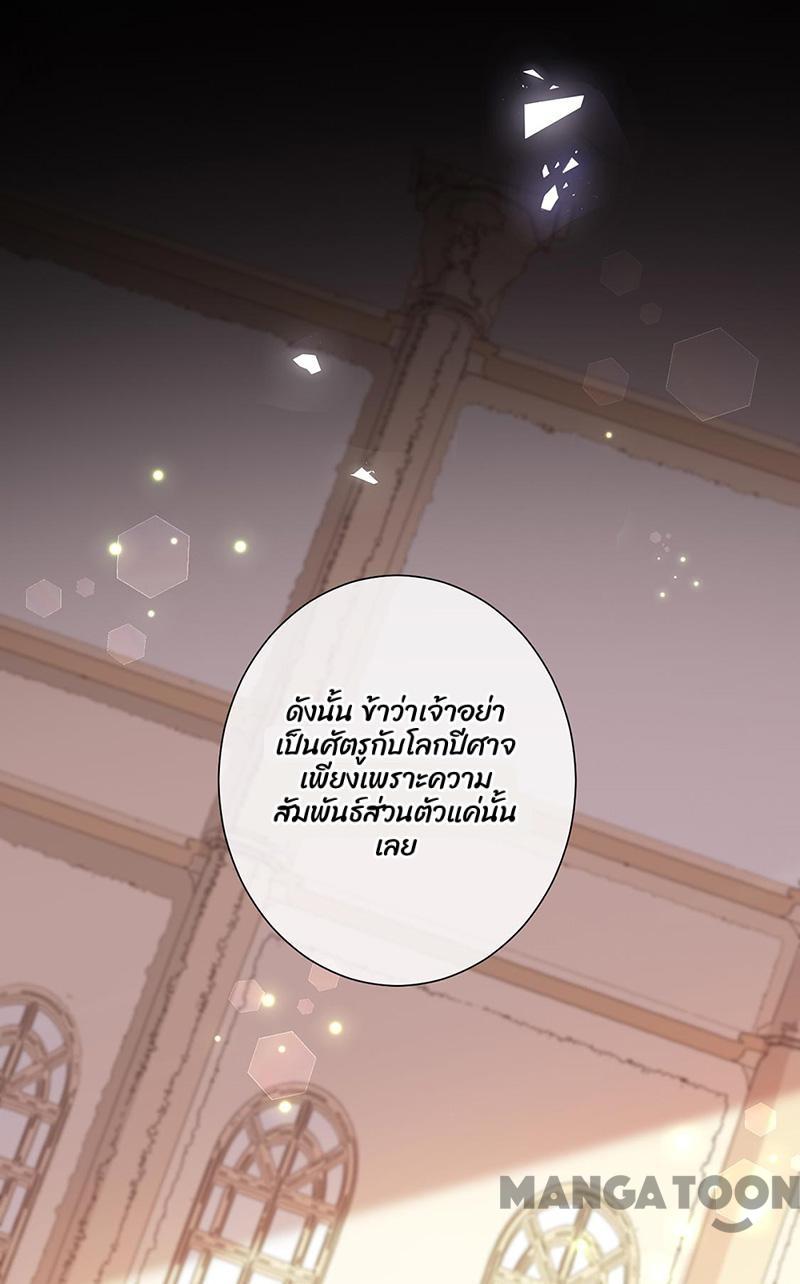 ดังนั้น ข้าว่าเจ้าอย่า
เป็นศัตรูกับโลกปีศาจ
เพียงเพราะความ
สัมพันธ์ส่วนตัวแค่นั้น
เลย
MANGATOON